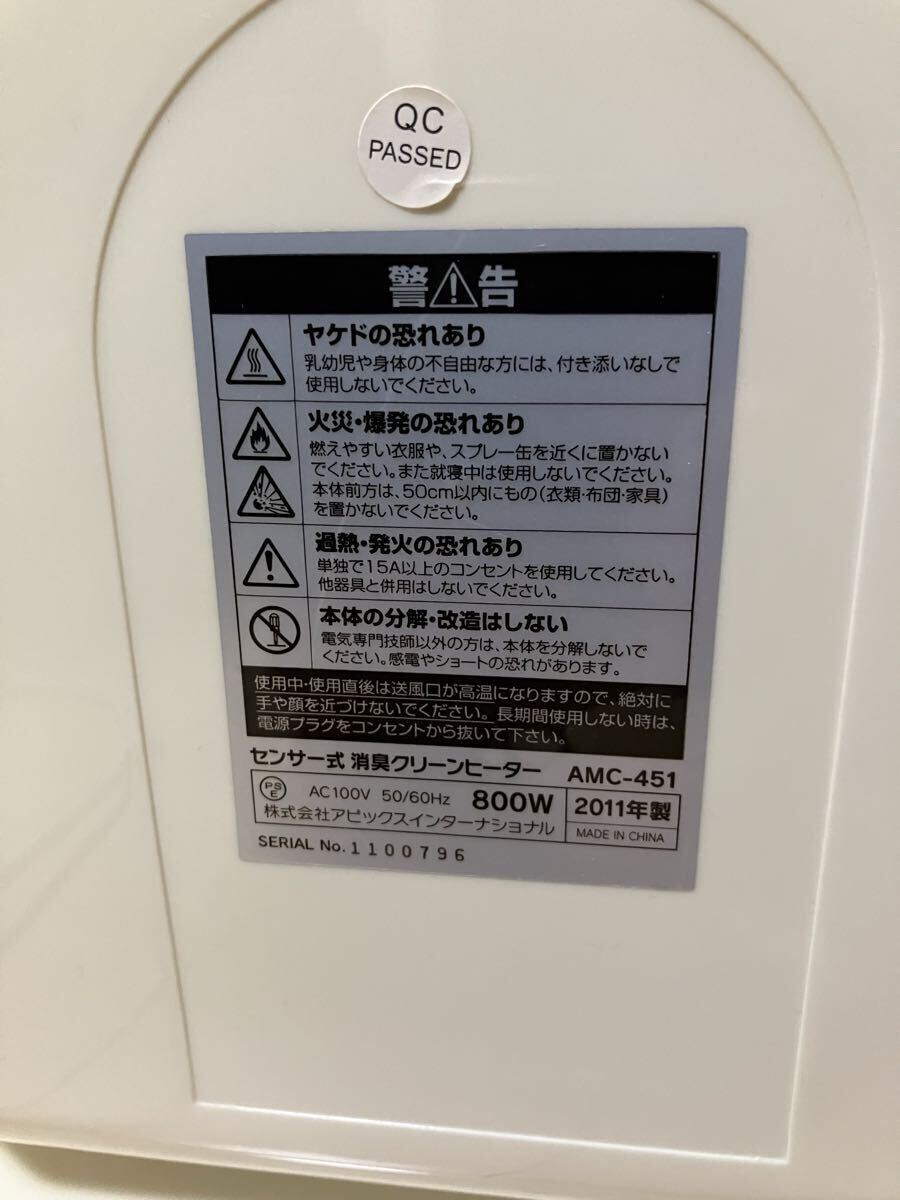 QC
PASSED
警告
ヤケドの恐れあり
乳幼児や身体の不自由な方には、付き添いなしで
使用しないでください。
火災・爆発の恐れあり
燃えやすい衣服や、スプレー缶を近くに置かない
でください。また就寝中は使用しないでください。
本体前方は、50cm以内にもの(衣類・布団・家具)
を置かないでください。
過熱・発火の恐れあり
単独で15A以上のコンセントを使用してください。
他器具と併用はしないでください。
本体の分解・改造はしない
電気専門技師以外の方は、本体を分解しないで
ください。感電やショートの恐れがあります。
使用中・使用直後は送風口が高温になりますので、絶対に
手や顔を近づけないでください。長期間使用しない時は、
電源プラグをコンセントから抜いて下さい。
センサー式 消臭クリーンヒーター AMC-451
PSE AC100V 50/60Hz 800W 2011年製
株式会社アピックスインターナショナル MADE IN CHINA
SERIAL No. 1100796